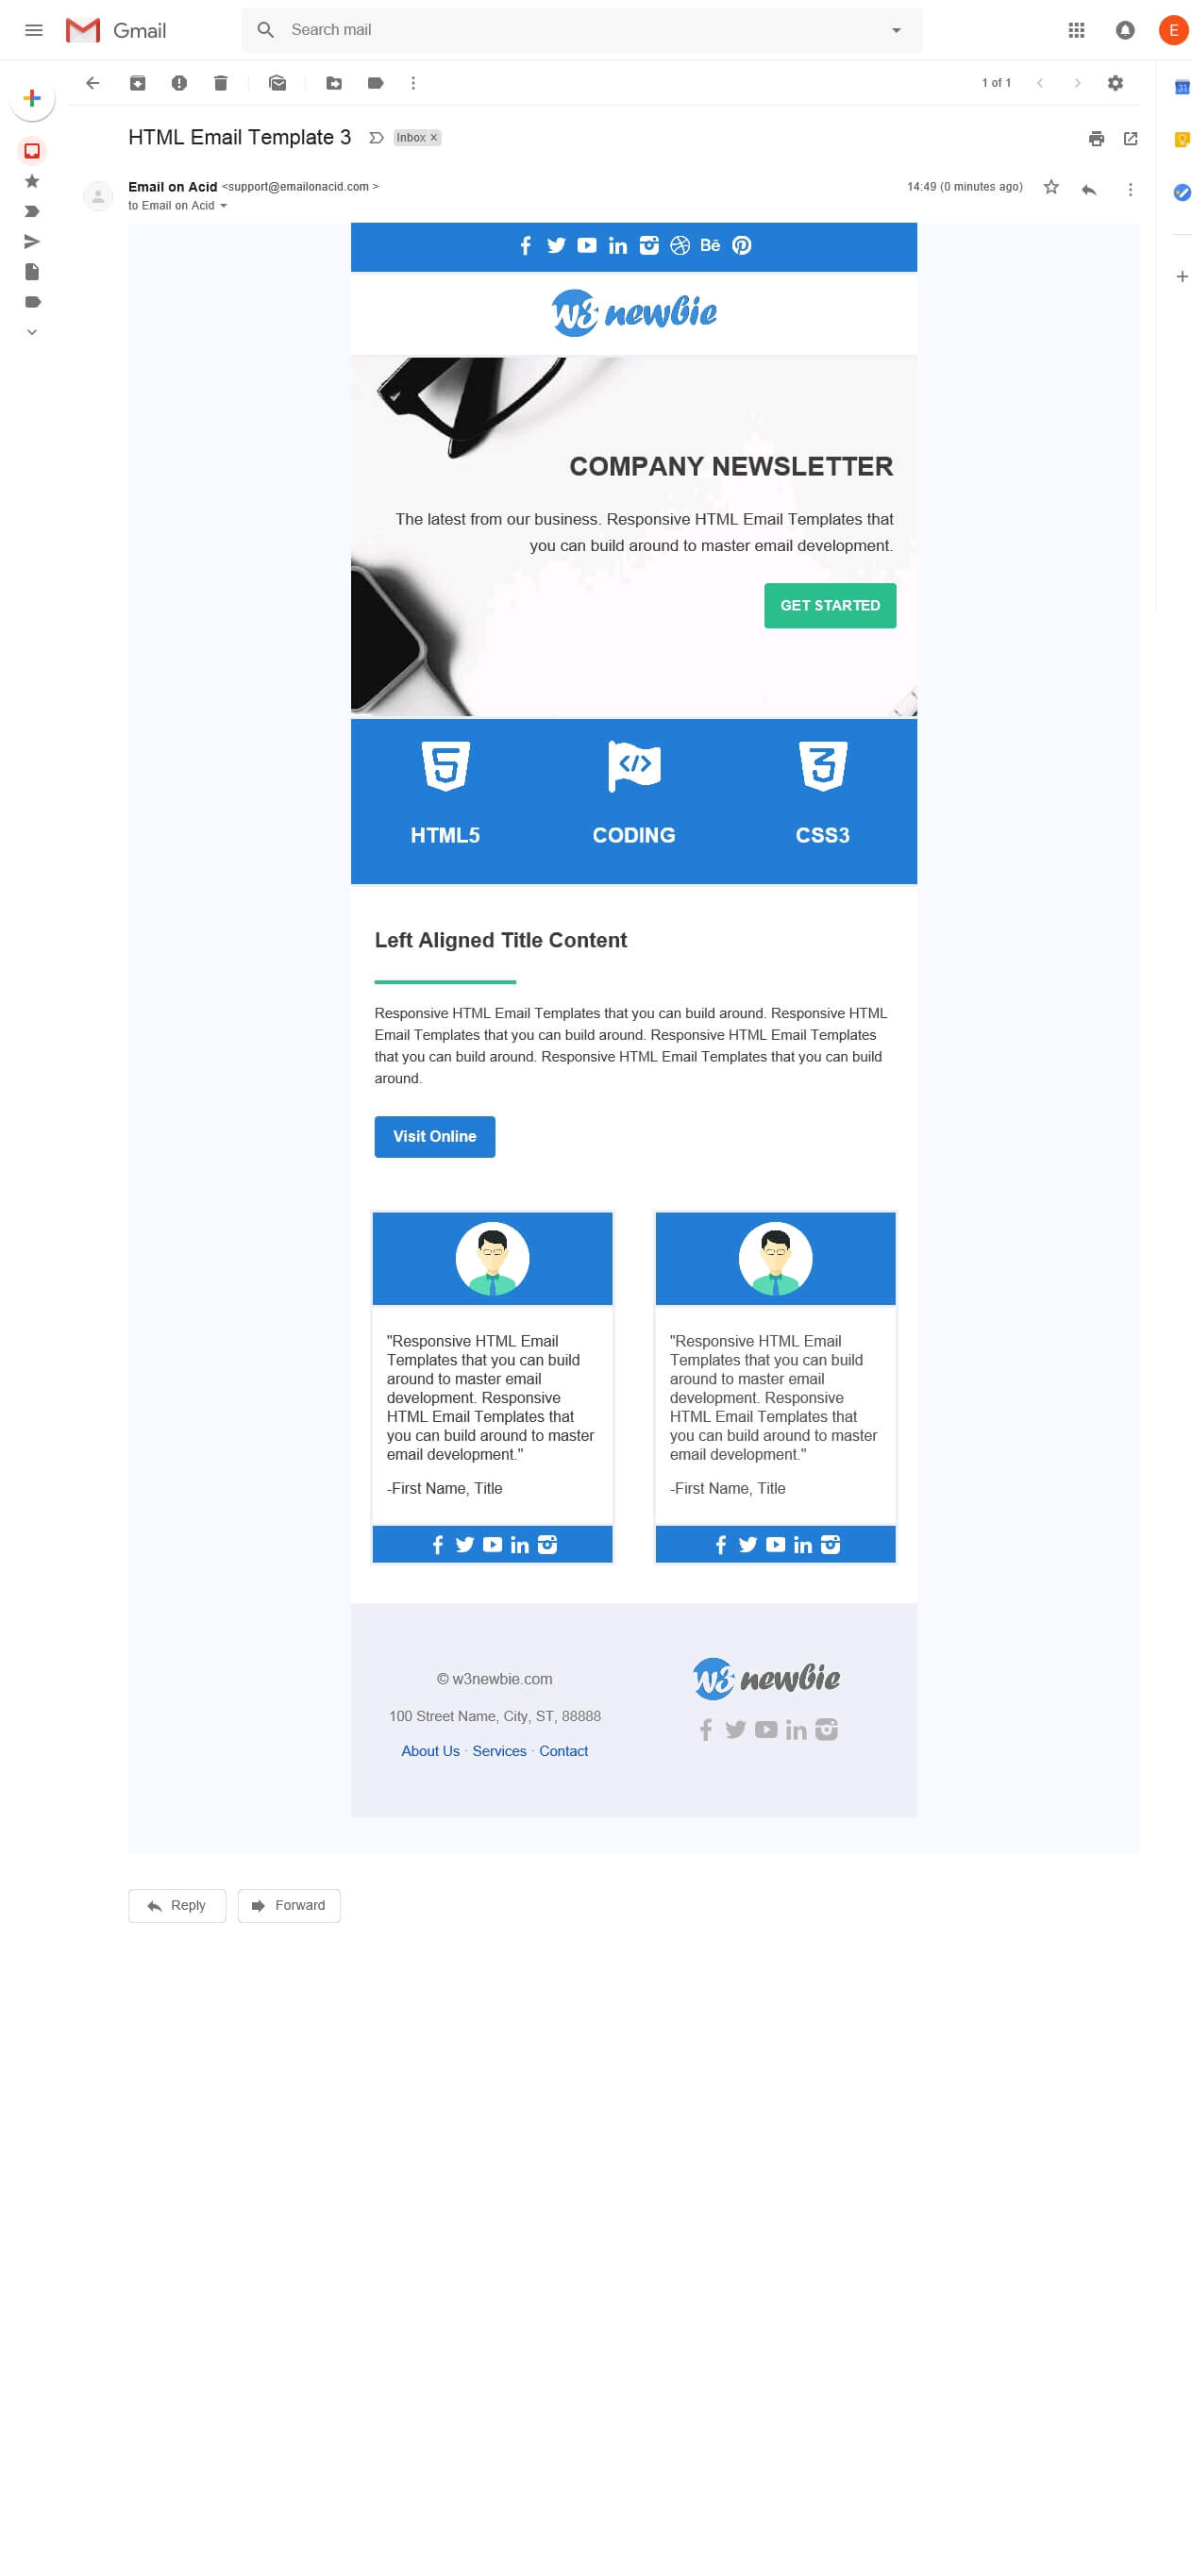 Gmail
Search mail
E
1 of 1
31
HTML Email Template 3
Inbox ×
Email on Acid <support@emailonacid.com >
14:49 (0 minutes ago)
to Email on Acid
Bē
w3 newbie
COMPANY NEWSLETTER
The latest from our business. Responsive HTML Email Templates that
you can build around to master email development.
GET STARTED
HTML5
CODING
CSS3
Left Aligned Title Content
Responsive HTML Email Templates that you can build around. Responsive HTML
Email Templates that you can build around. Responsive HTML Email Templates
that you can build around. Responsive HTML Email Templates that you can build
around.
Visit Online
"Responsive HTML Email
Templates that you can build
around to master email
development. Responsive
HTML Email Templates that
you can build around to master
email development."
-First Name, Title
"Responsive HTML Email
Templates that you can build
around to master email
development. Responsive
HTML Email Templates that
you can build around to master
email development."
-First Name, Title
© w3newbie.com
100 Street Name, City, ST, 88888
About Us · Services · Contact
w3 newbie
Reply
Forward